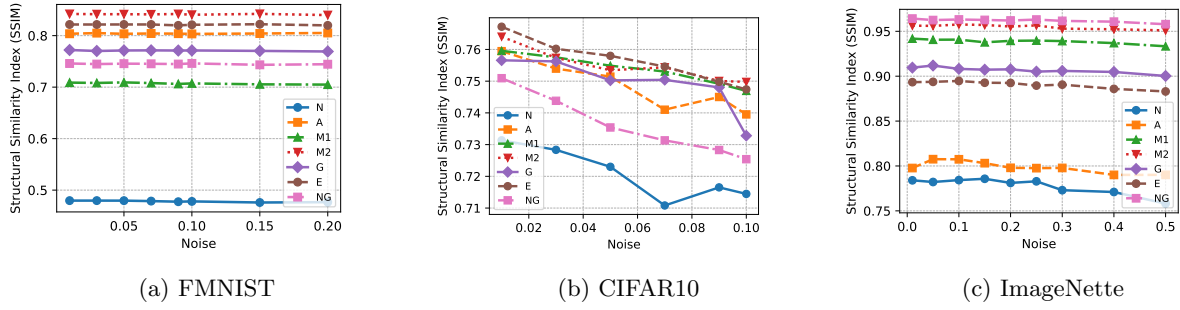 Structural Similarity Index (SSIM)
0.8
0.7
0.6
0.5
N
A
M1
M2
G
E
NG
0.05
0.10
0.15
0.20
Noise
(a) FMNIST
Structural Similarity Index (SSIM)
0.76
0.75
0.74
0.73
0.72
0.71
N
A
M1
M2
G
E
NG
0.02
0.04
0.06
0.08
0.10
Noise
(b) CIFAR10
Structural Similarity Index (SSIM)
0.95
0.90
0.85
0.80
0.75
N
A
M1
M2
G
E
NG
0.0
0.1
0.2
0.3
0.4
0.5
Noise
(c) ImageNette